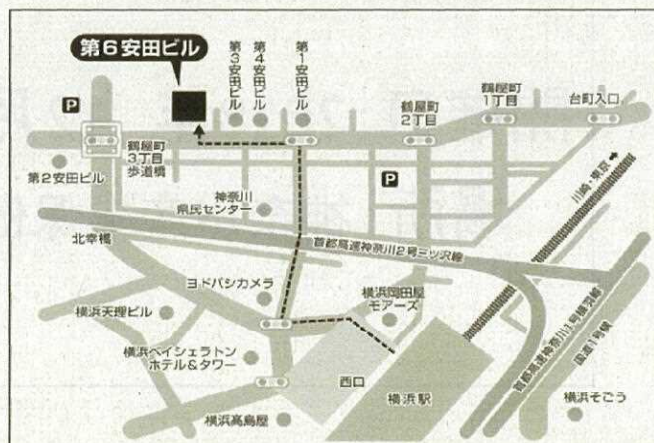 第6安田ビル
第3安田ビル
第4安田ビル
第1安田ビル
鶴屋町
2丁目
鶴屋町
1丁目
台町入口
P
鶴屋町
3丁目
歩道橋
第2安田ビル
P
神奈川
県民センター
川崎・東京
北幸橋
首都高速神奈川2号三ツ沢線
ヨドバシカメラ
横浜岡田屋
モアーズ
横浜天理ビル
横浜ベイシェラトン
ホテル&タワー
首都高速神奈川1号横羽線
国道1号線
西口
横浜駅
横浜そごう
横浜高島屋